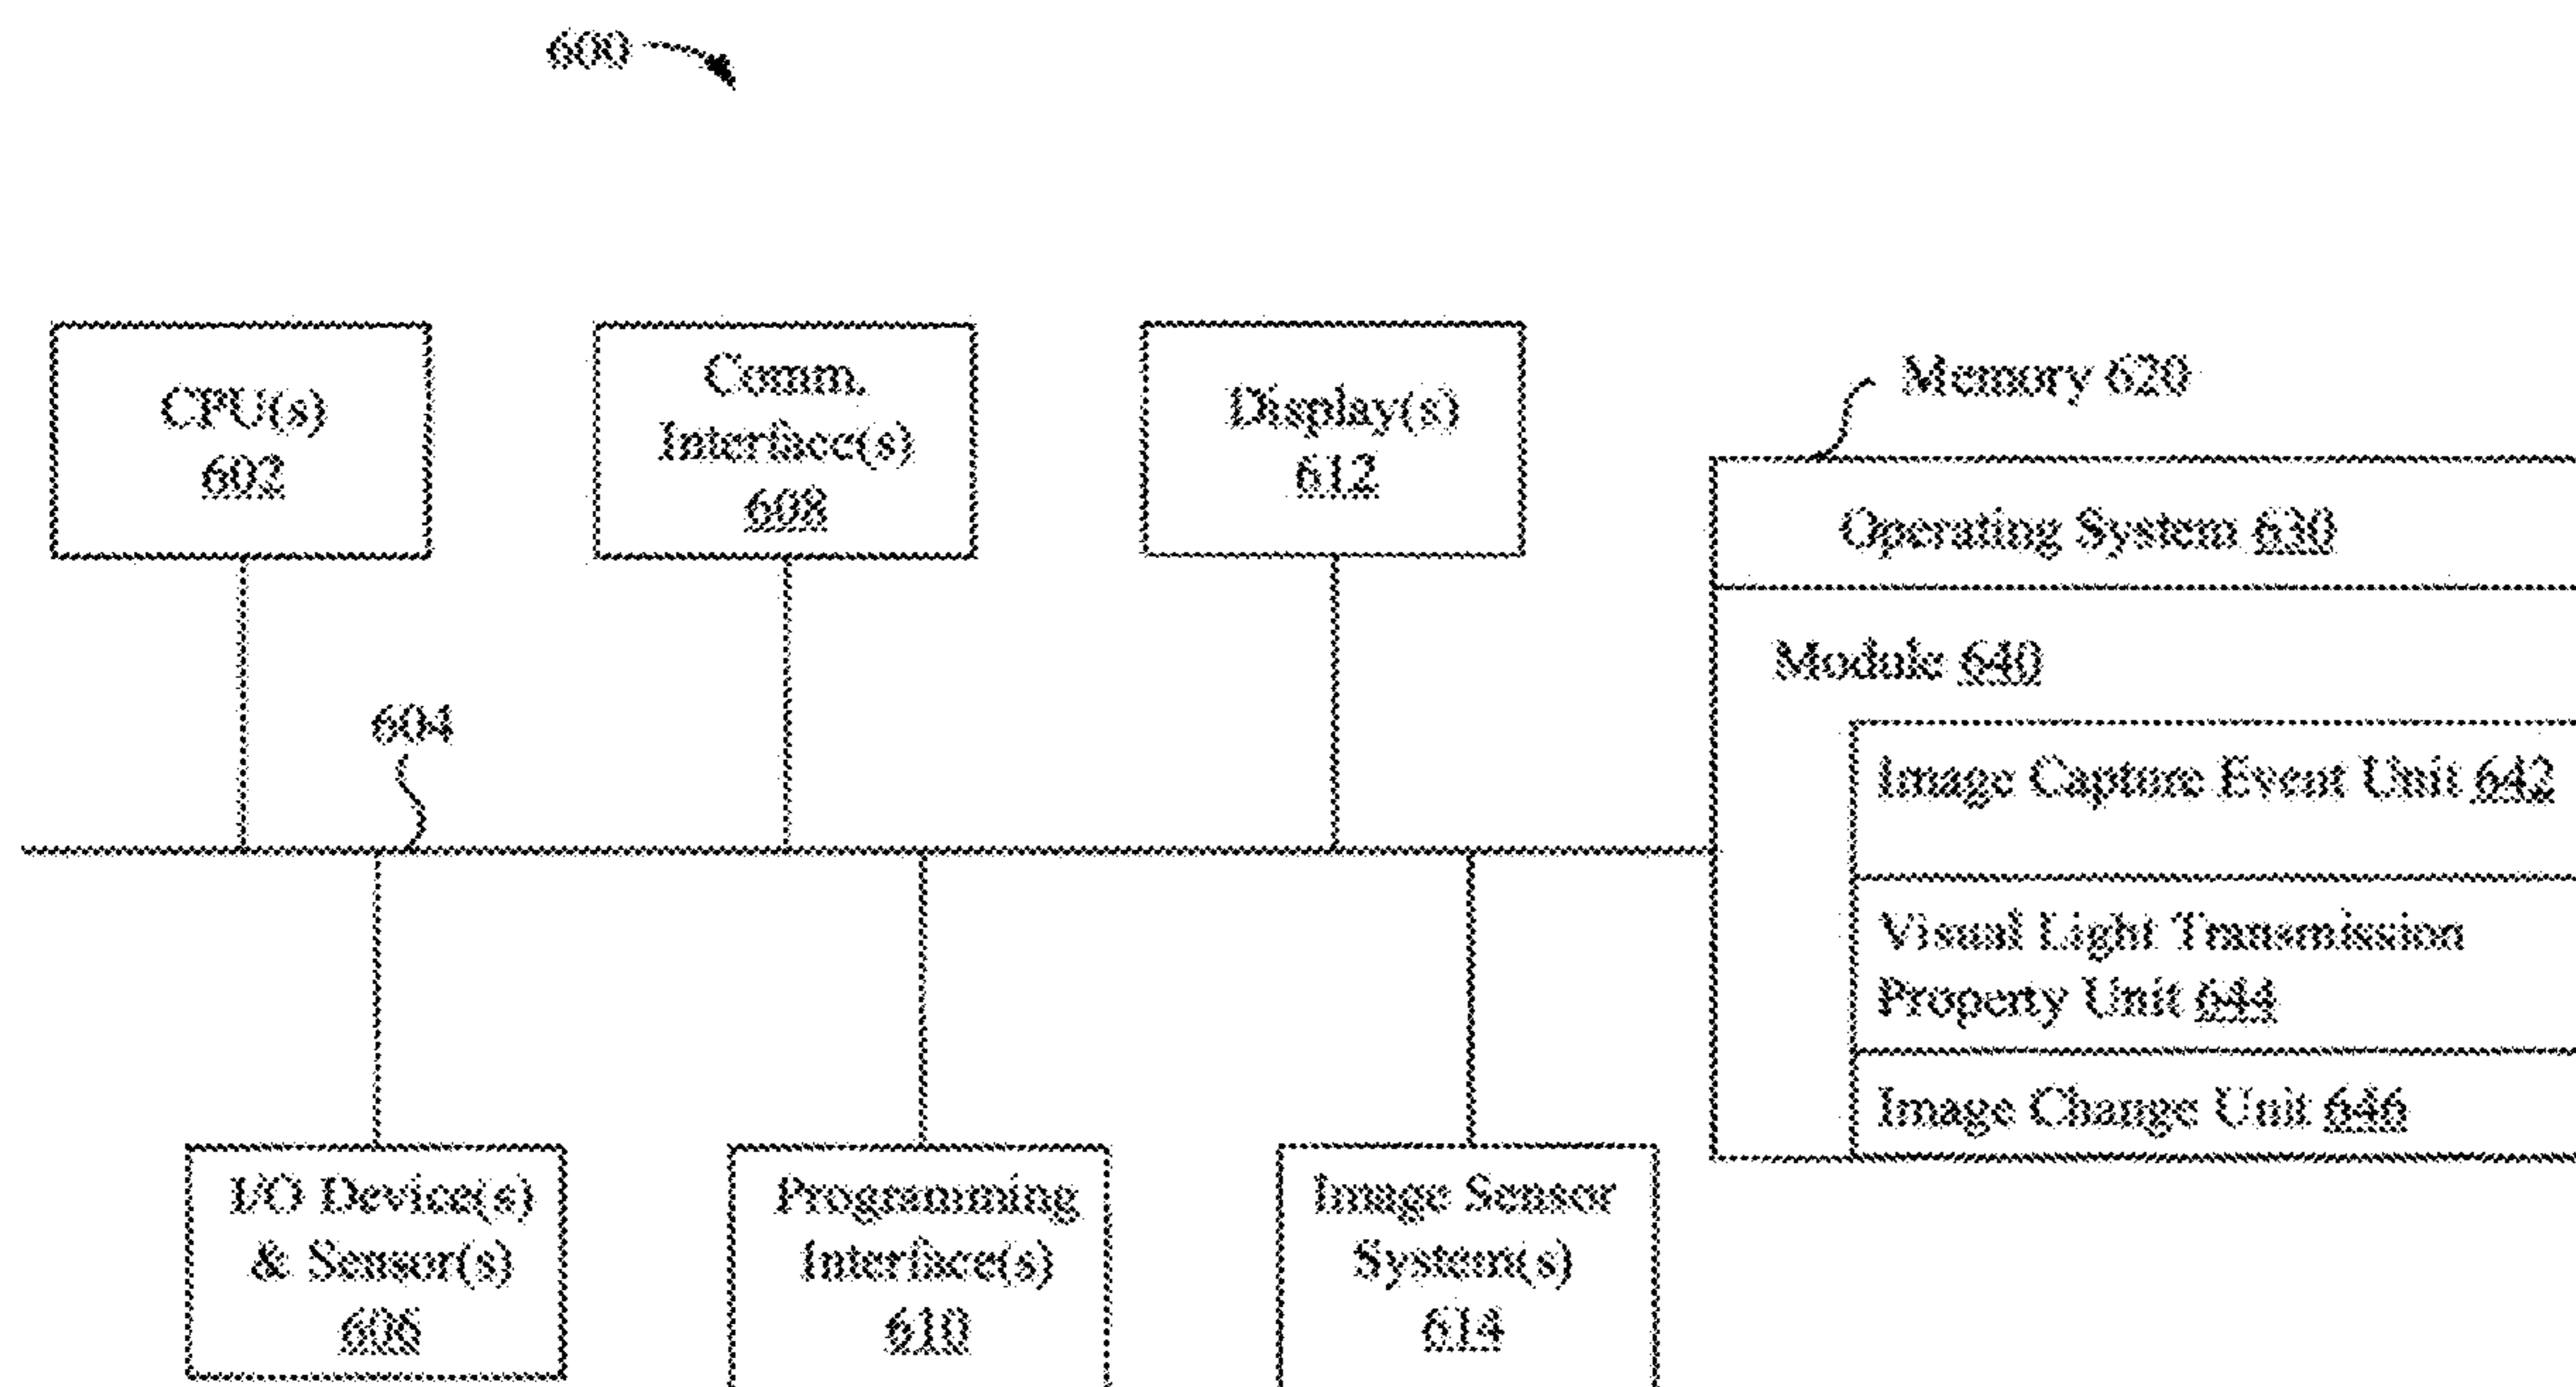 600
CPU(s)
602
Comm.
Interface(s)
608
Display(s)
612
Memory 620
Operating System 630
Module 640
Image Capture Event Unit 642
Visual Light Transmission
Property Unit 644
Image Change Unit 646
604
I/O Device(s)
& Sensor(s)
606
Programming
Interface(s)
610
Image Sensor
System(s)
614